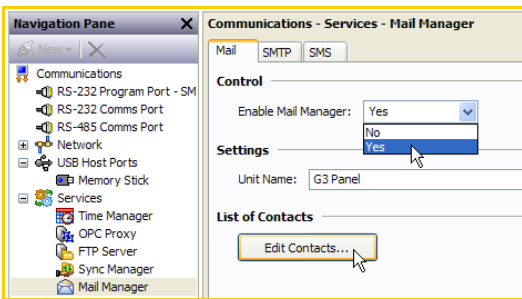 Navigation Pane
New
Communications
RS-232 Program Port - SM
RS-232 Comms Port
RS-485 Comms Port
Network
USB Host Ports
Memory Stick
Services
Time Manager
OPC Proxy
FTP Server
Sync Manager
Mail Manager
Communications - Services - Mail Manager
Mail SMTP SMS
Control
Enable Mail Manager: Yes
No
Yes
Settings
Unit Name: G3 Panel
List of Contacts
Edit Contacts...